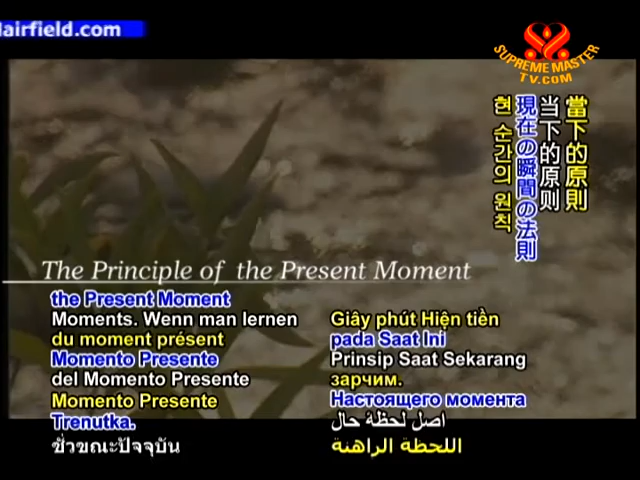 lairfield.com
SUPREME MASTER
TV.COM
當下的原則
当下的原则
現在の瞬間の法則
현 순간의 원칙
The Principle of the Present Moment
the Present Moment
Moments. Wenn man lernen
du moment présent
Momento Presente
del Momento Presente
Momento Presente
Trenutka.
ชั่วขณะปัจจุบัน
Giây phút Hiện tiền
pada Saat Ini
Prinsip Saat Sekarang
зарчим.
Настоящего момента
اصل لحظهٔ حال
اللحظة الراهنة